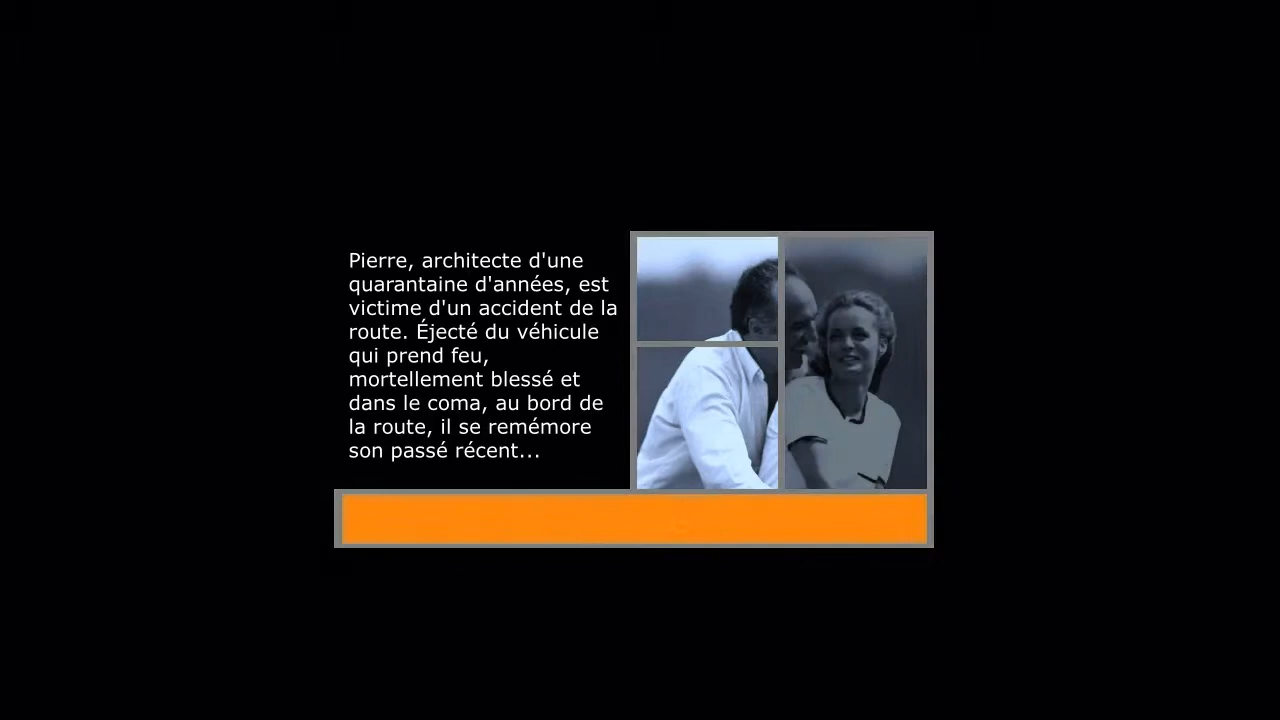 Pierre, architecte d'une
quarantaine d'années, est
victime d'un accident de la
route. Éjecté du véhicule
qui prend feu,
mortellement blessé et
dans le coma, au bord de
la route, il se remémore
son passé récent...